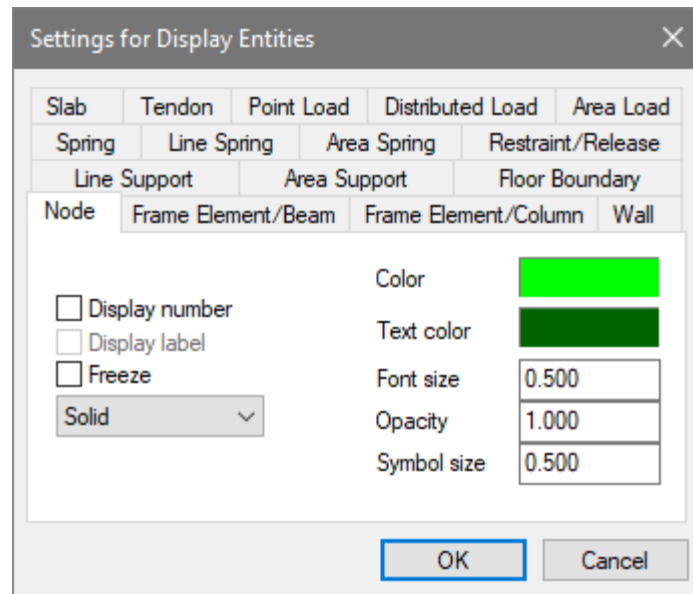 Settings for Display Entities
Slab Tendon Point Load Distributed Load Area Load
Spring Line Spring Area Spring Restraint/Release
Line Support Area Support Floor Boundary
Node Frame Element/Beam Frame Element/Column Wall
Color
Display number
Text color
Display label
Freeze
Font size 0.500
Solid
Opacity 1.000
Symbol size 0.500
OK Cancel